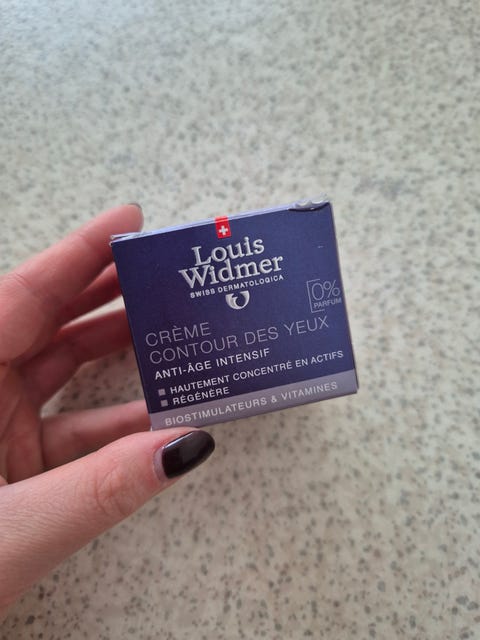 Louis
Widmer
SWISS DERMATOLOGICA
0%
PARFUM
CRÈME
CONTOUR DES YEUX
ANTI-ÂGE INTENSIF
HAUTEMENT CONCENTRÉ EN ACTIFS
RÉGÉNÈRE
BIOSTIMULATEURS & VITAMINES